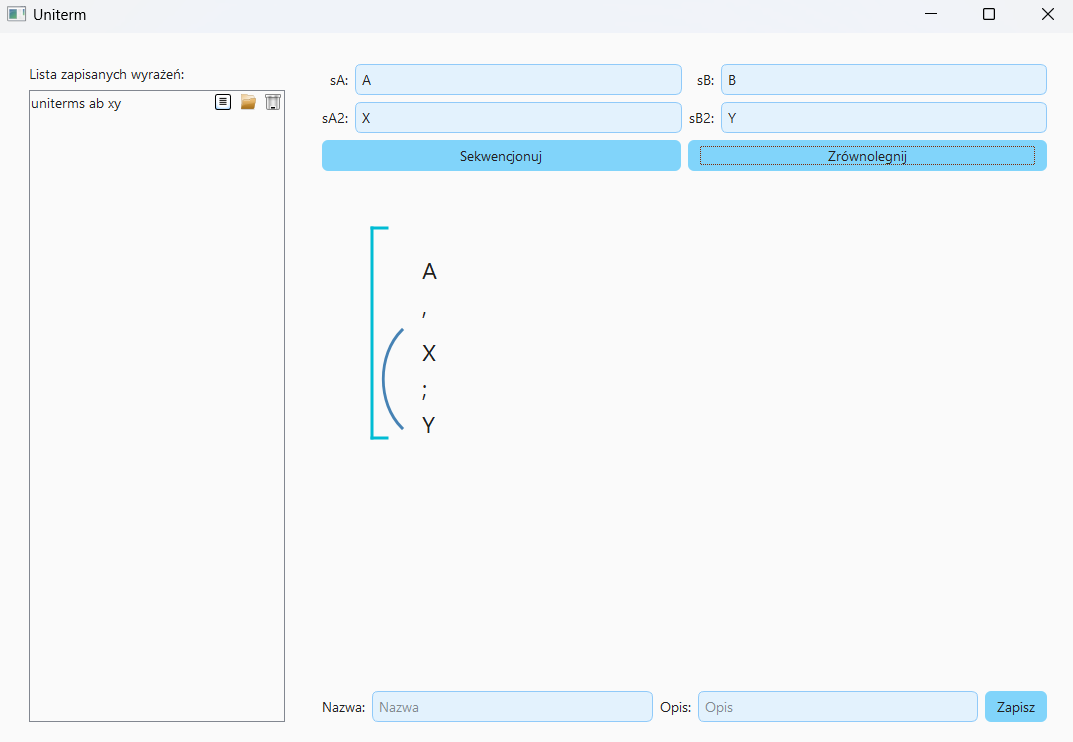 Uniterm
Lista zapisanych wyrażeń:
uniterms ab xy
sA: A sB: B
sA2: X sB2: Y
Sekwencjonuj Zrównolegnij
A
,
X
;
Y
Nazwa: Nazwa Opis: Opis Zapisz